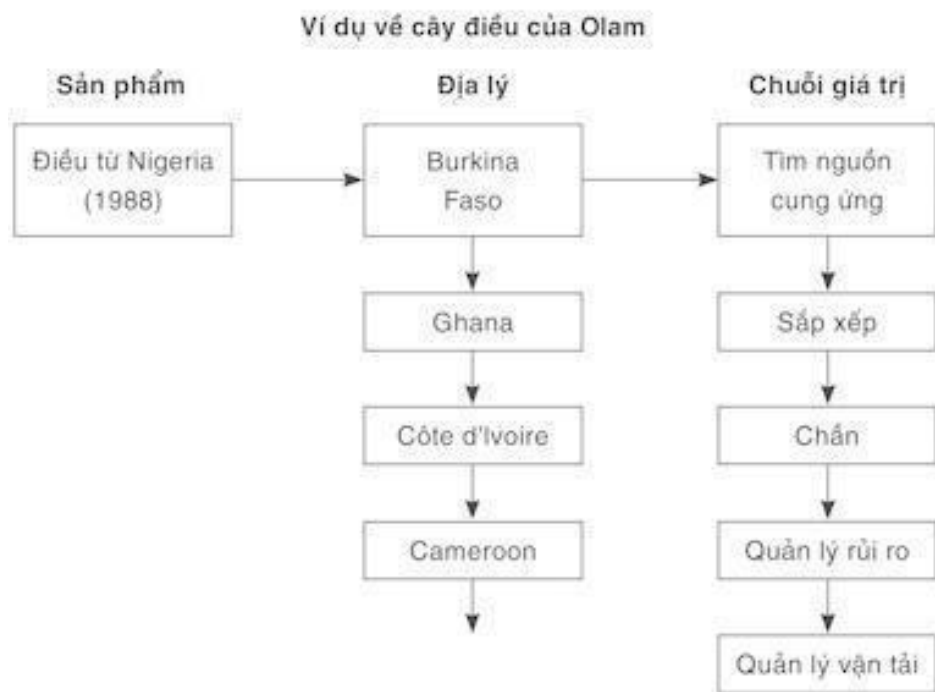 Ví dụ về cây điều của Olam
Sản phẩm
Địa lý
Chuỗi giá trị
Điều từ Nigeria
(1988)
Burkina
Faso
Tìm nguồn
cung ứng
Ghana
Sắp xếp
Côte d'Ivoire
Chần
Cameroon
Quản lý rủi ro
Quản lý vận tải